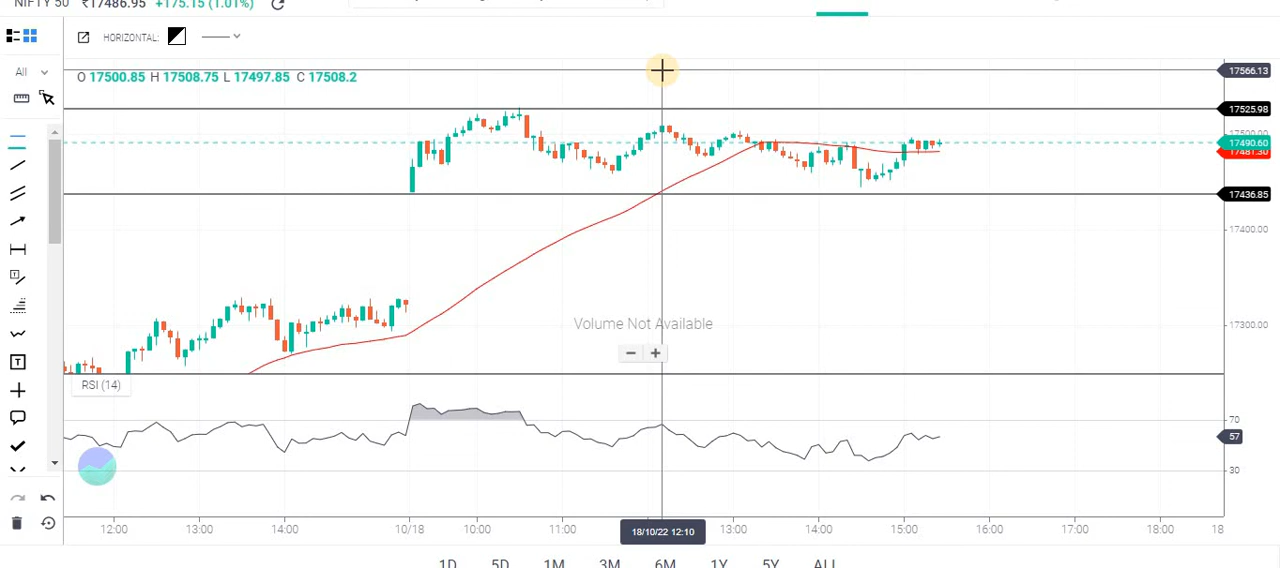 NIFTY 50 ₹17486.95 +175.15 (1.01%)
HORIZONTAL:
All
O 17500.85 H 17508.75 L 17497.85 C 17508.2
17566.13
17525.98
17490.60
17481.30
17436.85
17400.00
17300.00
Volume Not Available
− +
RSI (14)
70
57
30
12:00 13:00 14:00 10/18 10:00 11:00 18/10/22 12:10 13:00 14:00 15:00 16:00 17:00 18:00 18
1D 5D 1M 3M 6M 1Y 5Y ALL